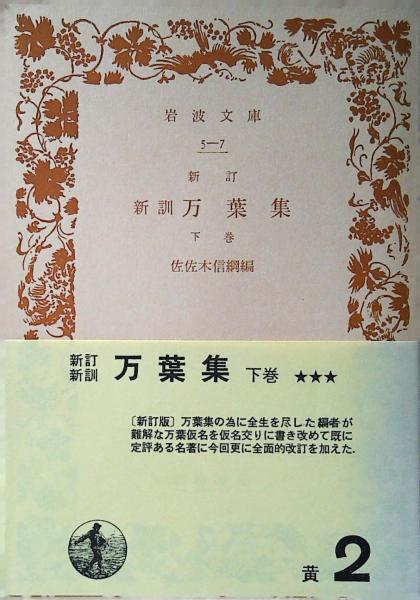 岩波文庫
5—7
新訂
新訓 万葉集
下巻
佐佐木信綱編
新訂
新訓 万葉集 下巻 ★★★
〔新訂版〕 万葉集の為に全生を尽した編者が
難解な万葉仮名を仮名交りに書き改めて既に
定評ある名著に今回更に全面的改訂を加えた.
黄 2